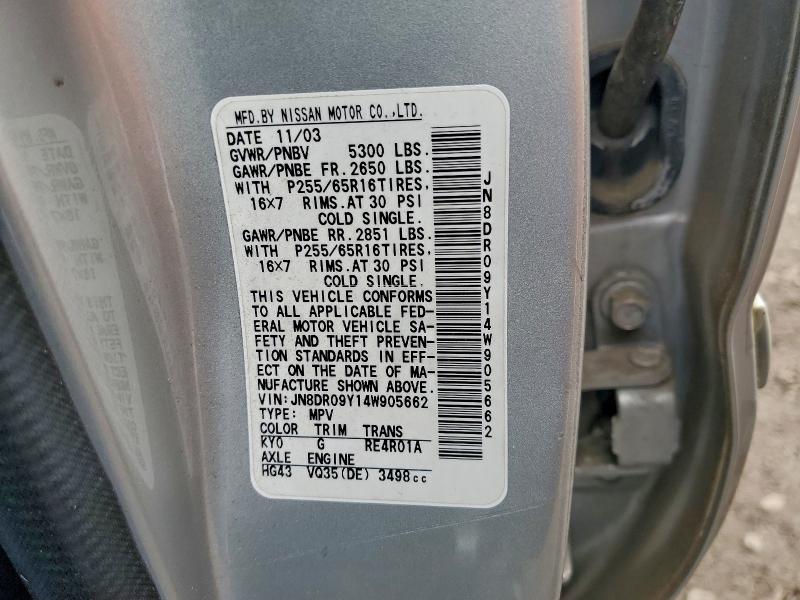 MFD.BY NISSAN MOTOR CO.,LTD.
DATE 11/03
GVWR/PNBV 5300 LBS.
GAWR/PNBE FR. 2650 LBS.
WITH P255/65R16TIRES,
16×7 RIMS.AT 30 PSI
COLD SINGLE.
GAWR/PNBE RR. 2851 LBS.
WITH P255/65R16TIRES,
16×7 RIMS.AT 30 PSI
COLD SINGLE.
THIS VEHICLE CONFORMS
TO ALL APPLICABLE FED-
ERAL MOTOR VEHICLE SA-
FETY AND THEFT PREVEN-
TION STANDARDS IN EFF-
ECT ON THE DATE OF MA-
NUFACTURE SHOWN ABOVE.
VIN:JN8DR09Y14W905662
TYPE: MPV
COLOR TRIM TRANS
KY0 G RE4R01A
AXLE ENGINE
HG43 VQ35(DE) 3498cc
JN8DR09Y14W905662